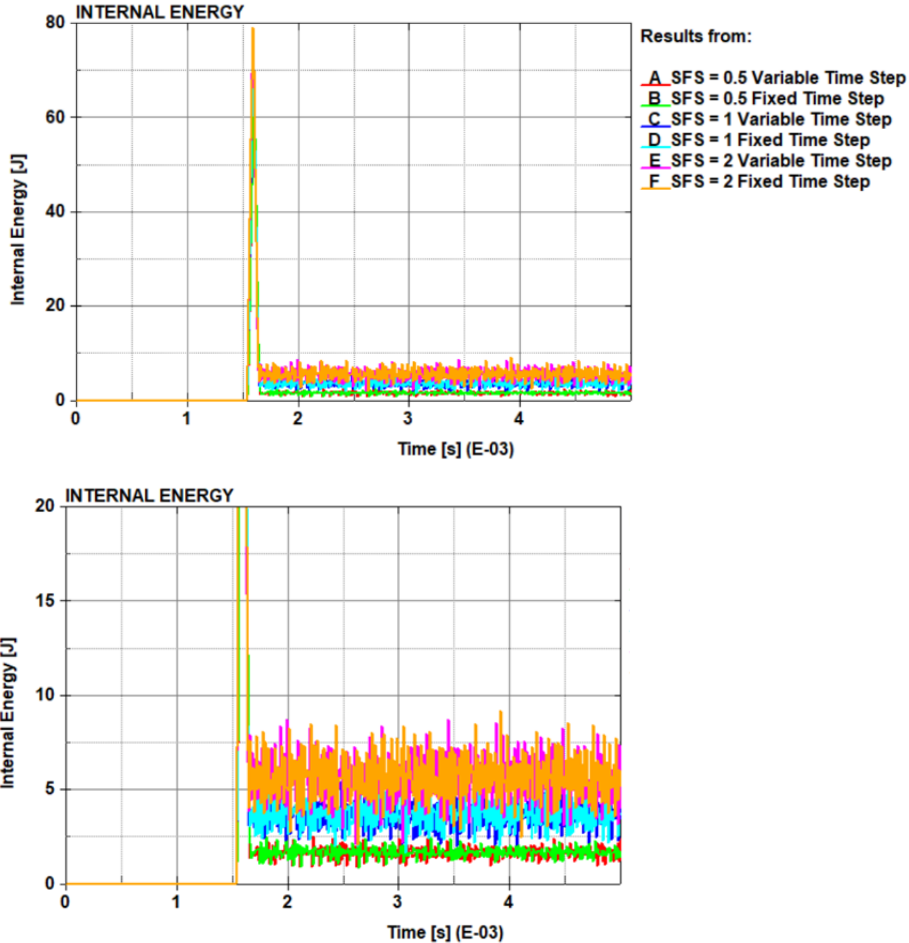 INTERNAL ENERGY
80
60
40
20
0
Internal Energy [J]
0 1 2 3 4
Time [s] (E-03)
Results from:
A SFS = 0.5 Variable Time Step
B SFS = 0.5 Fixed Time Step
C SFS = 1 Variable Time Step
D SFS = 1 Fixed Time Step
E SFS = 2 Variable Time Step
F SFS = 2 Fixed Time Step
INTERNAL ENERGY
20
15
10
5
0
Internal Energy [J]
0 1 2 3 4
Time [s] (E-03)